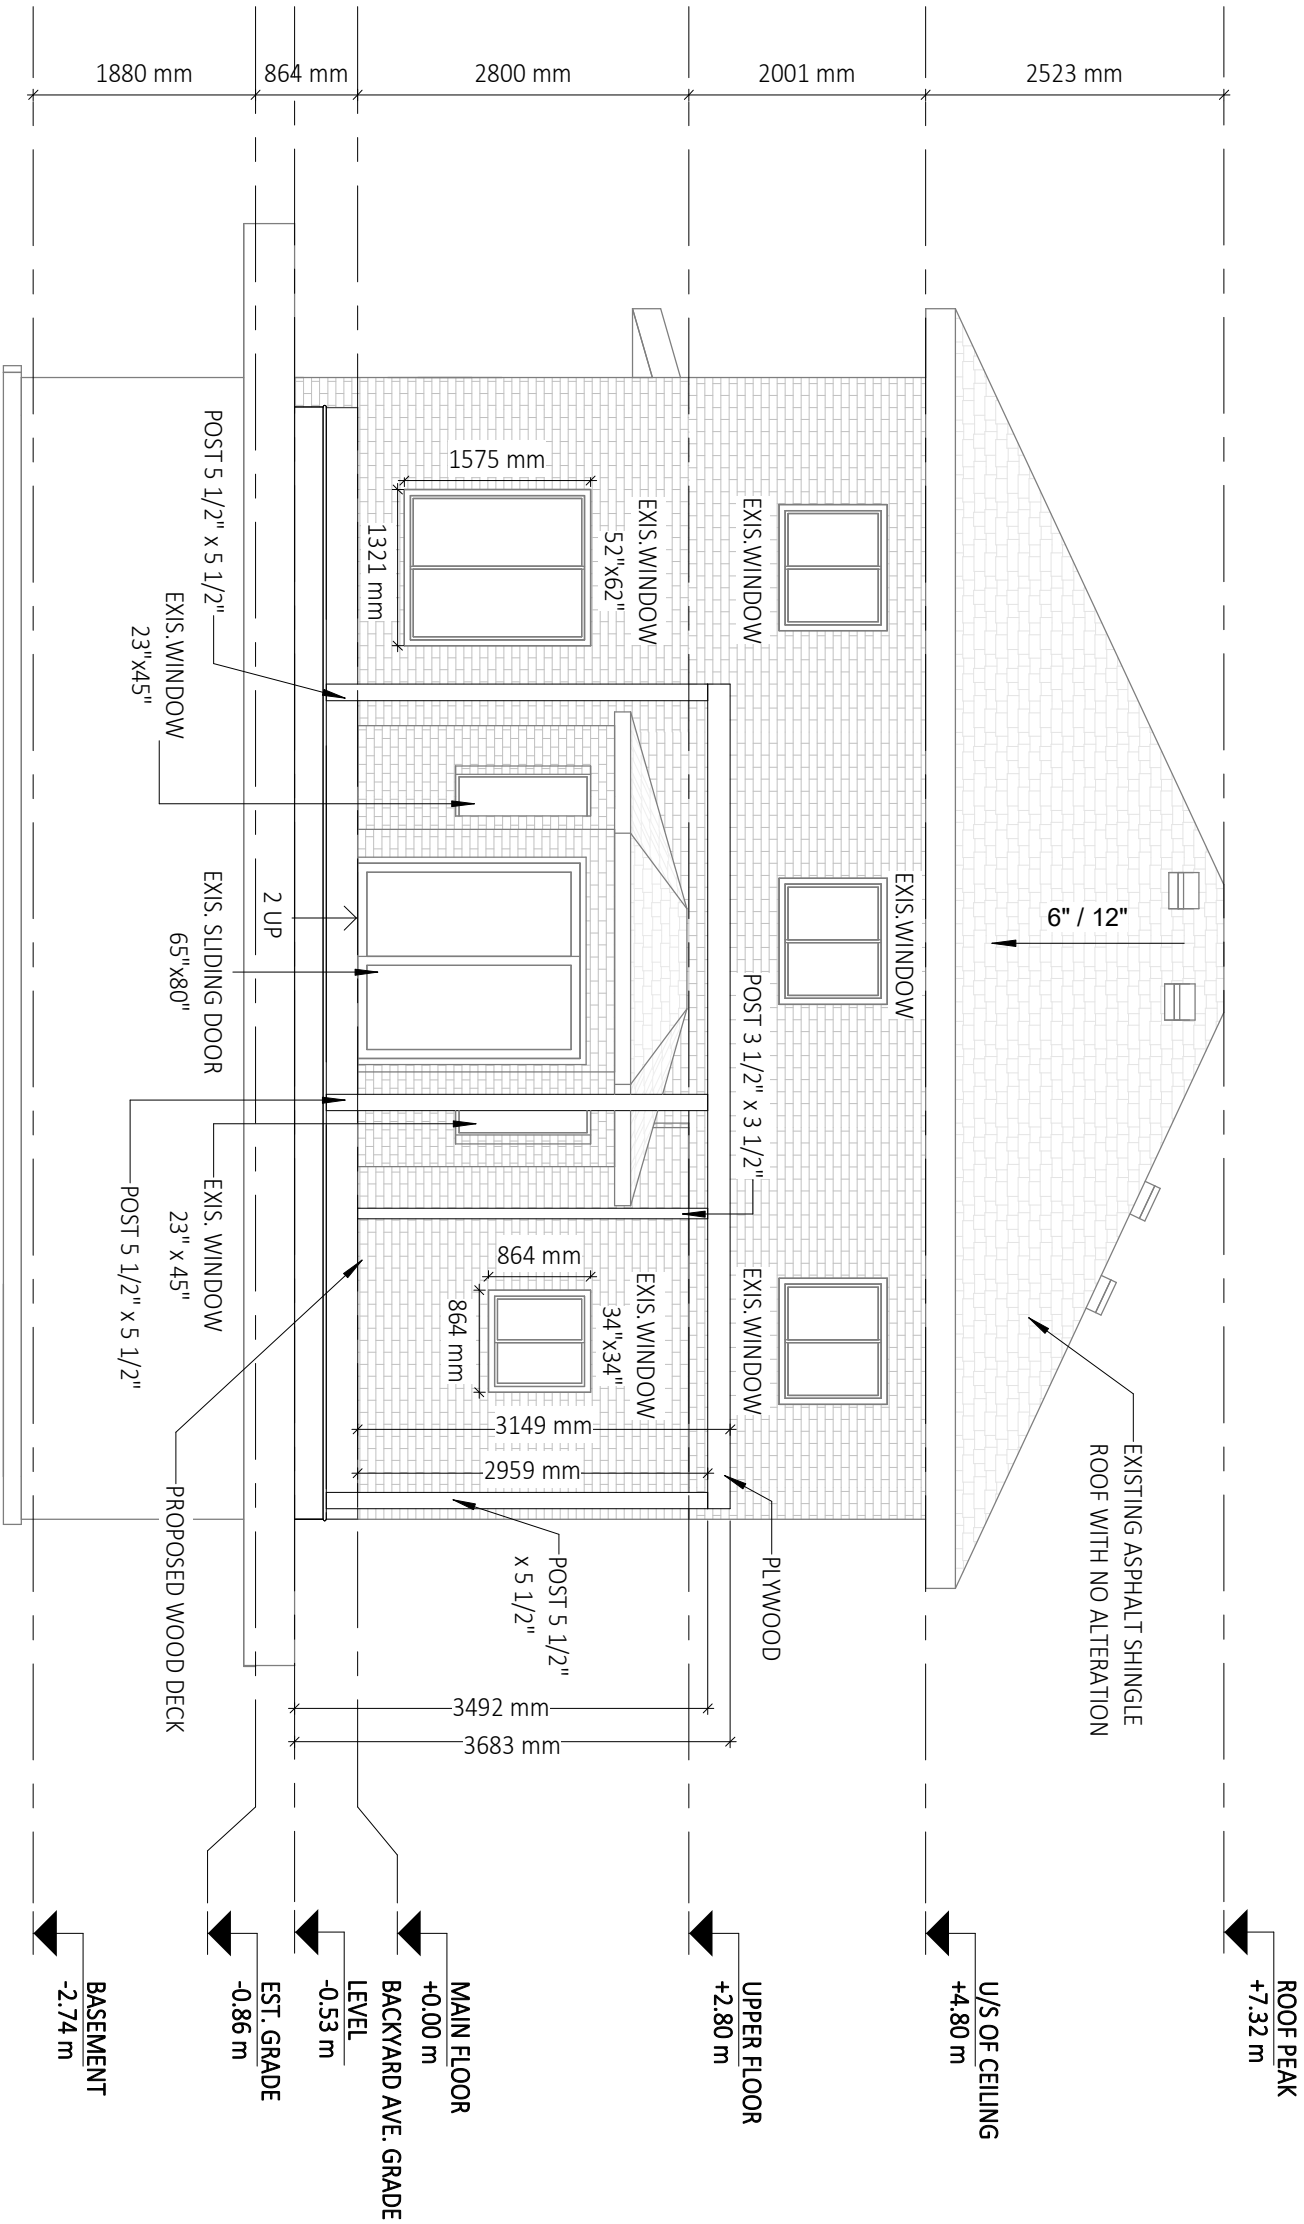 ROOF PEAK
+7.32 m
U/S OF CEILING
+4.80 m
UPPER FLOOR
+2.80 m
MAIN FLOOR
+0.00 m
BACKYARD AVE. GRADE
LEVEL
-0.53 m
EST. GRADE
-0.86 m
BASEMENT
-2.74 m
2523 mm
2001 mm
2800 mm
864 mm
1880 mm
6" / 12"
EXISTING ASPHALT SHINGLE
ROOF WITH NO ALTERATION
EXIS.WINDOW
EXIS.WINDOW
EXIS.WINDOW
POST 3 1/2" x 3 1/2"
PLYWOOD
EXIS.WINDOW
52"x62"
1575 mm
1321 mm
EXIS.WINDOW
34"x34"
864 mm
864 mm
3149 mm
2959 mm
POST 5 1/2"
x 5 1/2"
3492 mm
3683 mm
POST 5 1/2" x 5 1/2"
EXIS.WINDOW
23"x45"
2 UP
EXIS. SLIDING DOOR
65"x80"
EXIS. WINDOW
23" x 45"
POST 5 1/2" x 5 1/2"
PROPOSED WOOD DECK